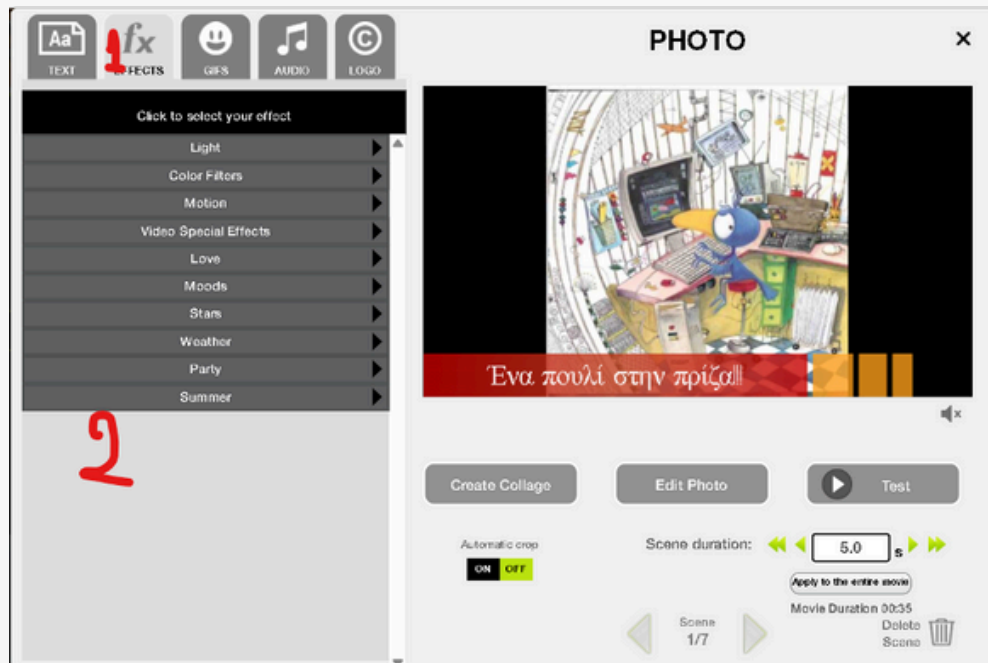 Aa
fx
©
TEXT
EFFECTS
GIFS
AUDIO
LOGO
1
PHOTO
×
Click to select your effect
Light
Color Filters
Motion
Video Special Effects
Love
Moods
Stars
Weather
Party
Summer
2
Ένα πουλί στην πρίζα!!!
Create Collage
Edit Photo
Test
Automatic crop
ON OFF
Scene duration:
5.0 s
Apply to the entire movie
Movie Duration 00:35
Scene
1/7
Delete
Scene